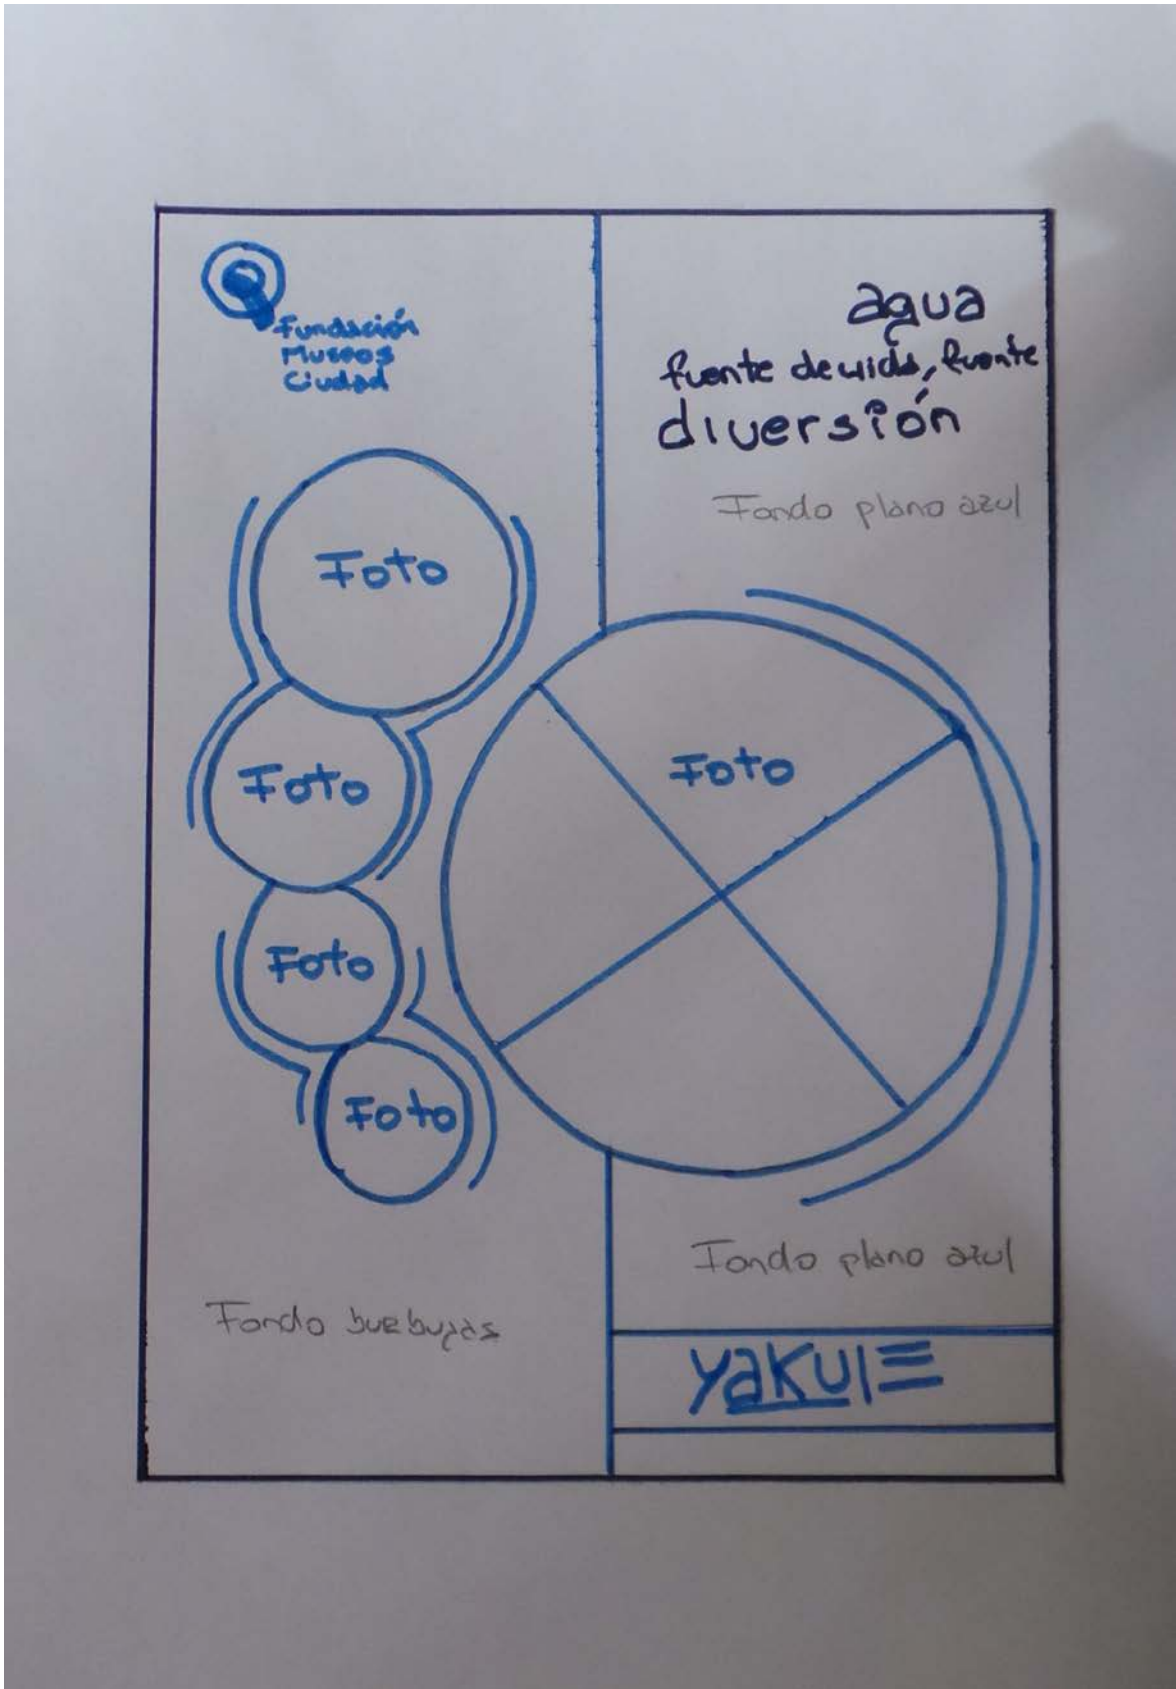 Fundación
Museos
Ciudad
agua
fuente de vida, fuente
diversión
Fondo plano azul
Foto
Foto
Foto
Foto
Foto
Fondo plano azul
Fondo burbujas